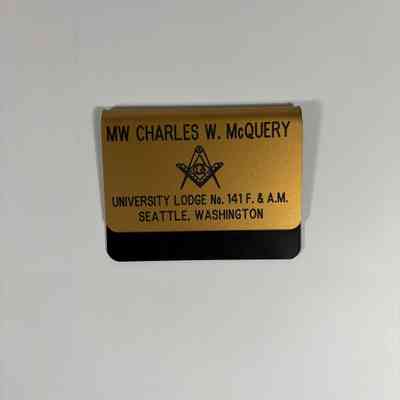 MW CHARLES W. McQUERY
UNIVERSITY LODGE No. 141 F. & A.M.
SEATTLE, WASHINGTON